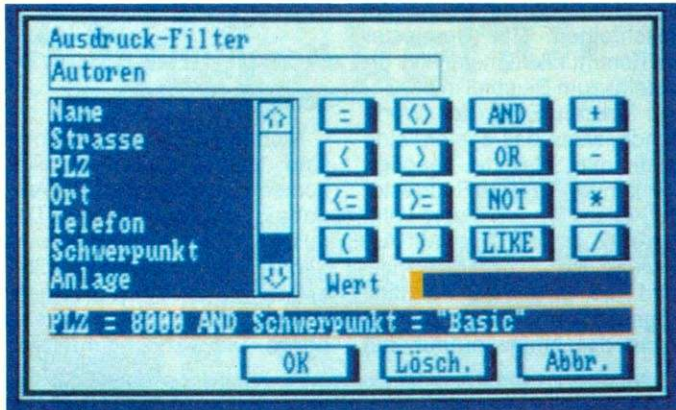 Ausdruck-Filter
Autoren
Name
Strasse
PLZ
Ort
Telefon
Schwerpunkt
Anlage
= <> AND +
< > OR -
<= >= NOT *
( ) LIKE /
Wert
PLZ = 8000 AND Schwerpunkt = "Basic"
OK Lösch. Abbr.